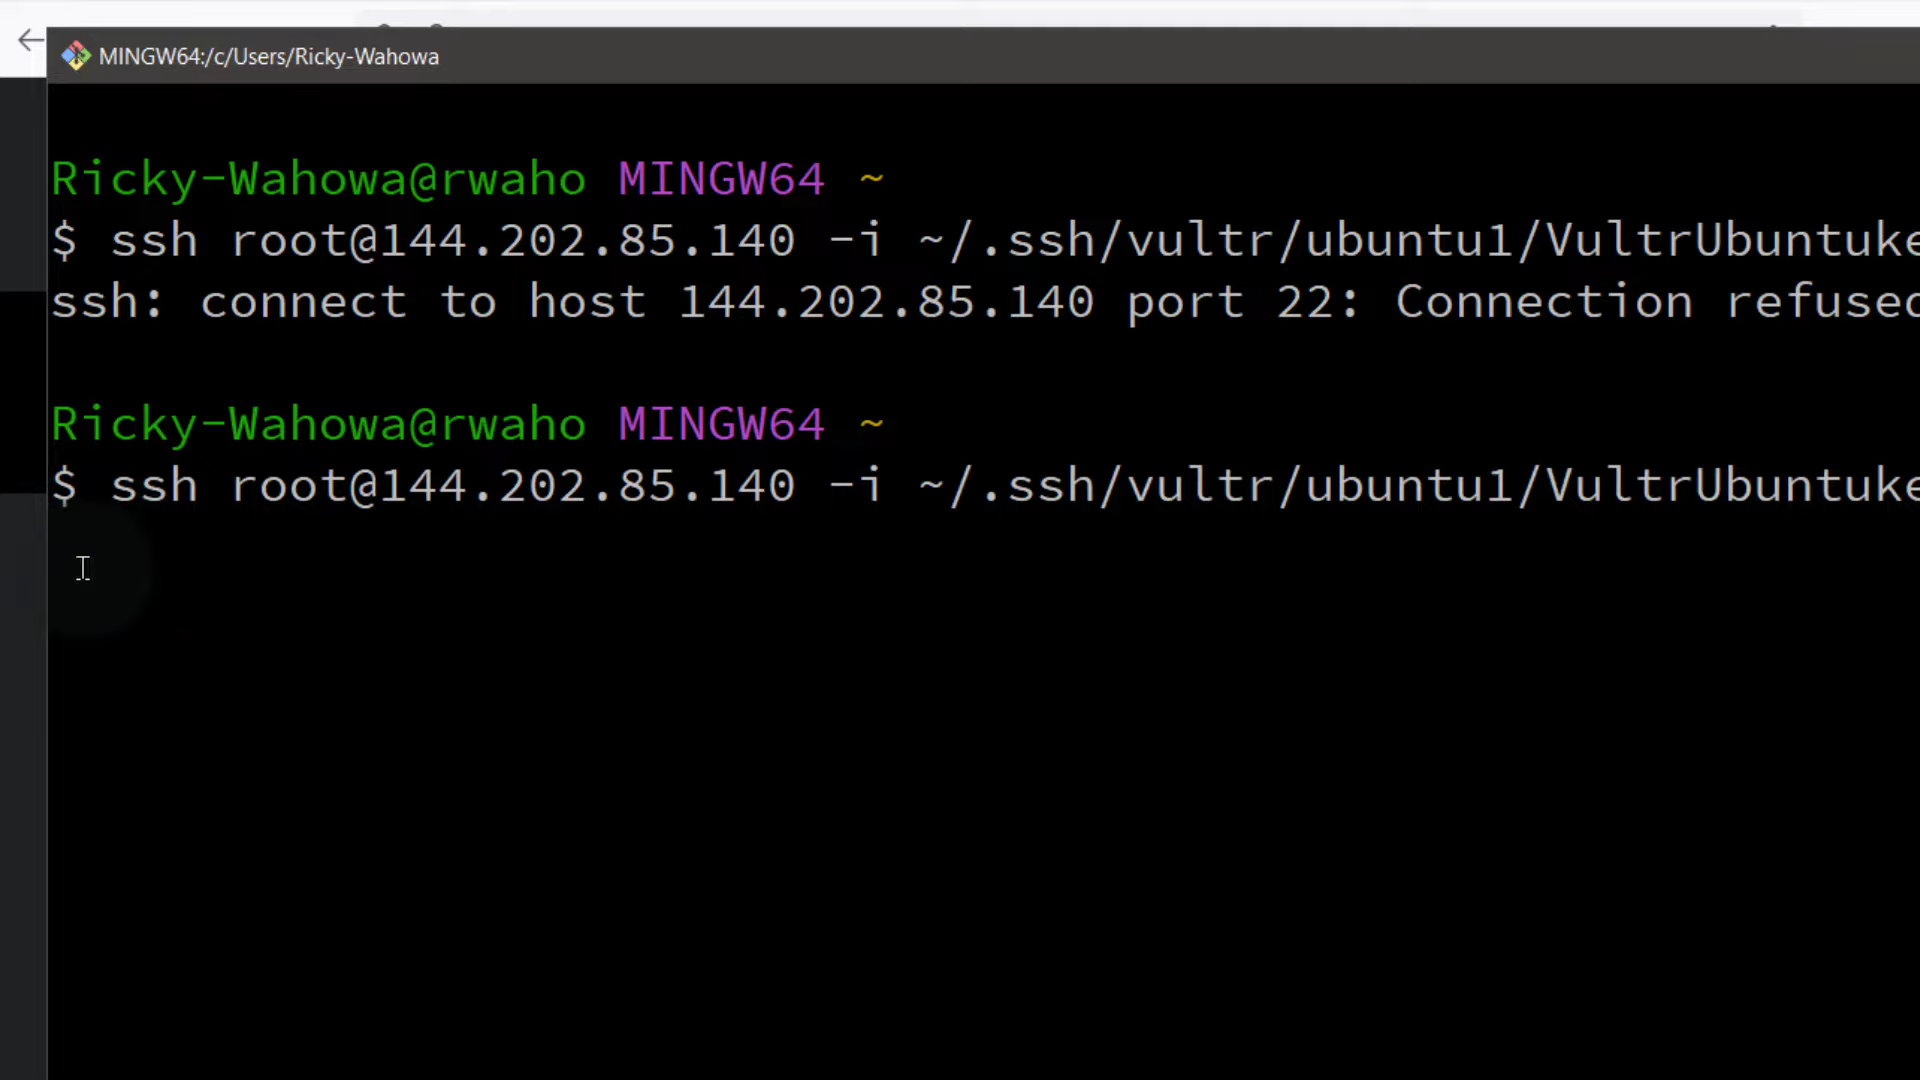 MINGW64:/c/Users/Ricky-Wahowa
Ricky-Wahowa@rwaho MINGW64 ~
$ ssh root@144.202.85.140 -i ~/.ssh/vultr/ubuntu1/VultrUbuntuke
ssh: connect to host 144.202.85.140 port 22: Connection refused
Ricky-Wahowa@rwaho MINGW64 ~
$ ssh root@144.202.85.140 -i ~/.ssh/vultr/ubuntu1/VultrUbuntuke